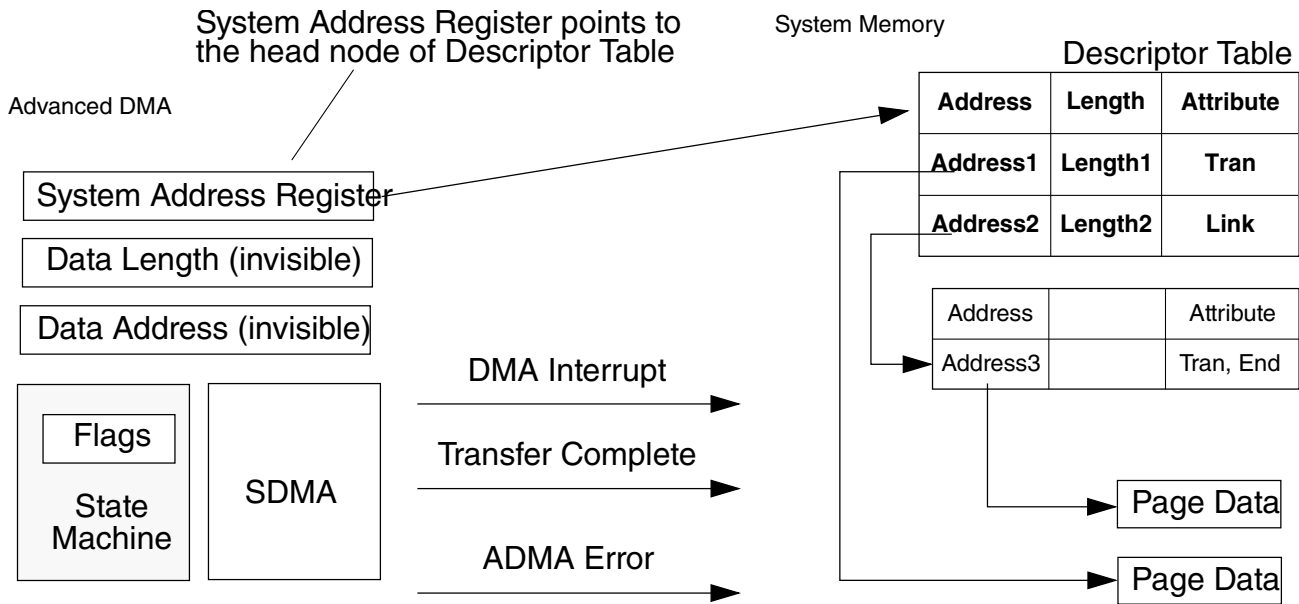 System Address Register points to
the head node of Descriptor Table
System Memory
Descriptor Table
Advanced DMA
Address Length Attribute
Address1 Length1 Tran
Address2 Length2 Link
System Address Register
Data Length (invisible)
Data Address (invisible)
Address Attribute
Address3 Tran, End
Flags
State
Machine
SDMA
DMA Interrupt
Transfer Complete
ADMA Error
Page Data
Page Data